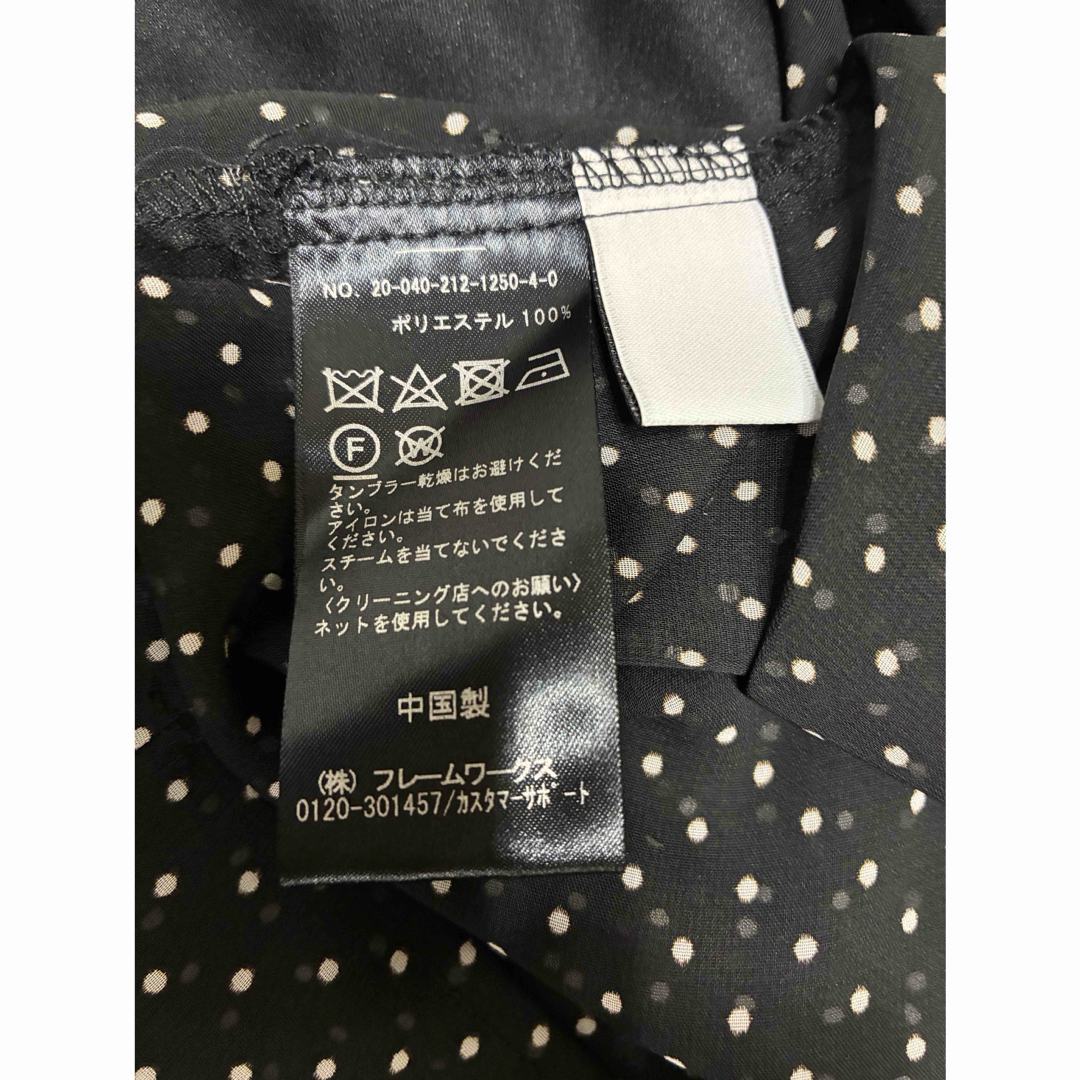 NO. 20-040-212-1250-4-0
ポリエステル 100%
F W
タンブラー乾燥はお避けくだ
さい。
アイロンは当て布を使用して
ください。
スチームを当てないでくださ
い。
〈クリーニング店へのお願い〉
ネットを使用してください。
中国製
(株) フレームワークス
0120-301457/カスタマーサポート